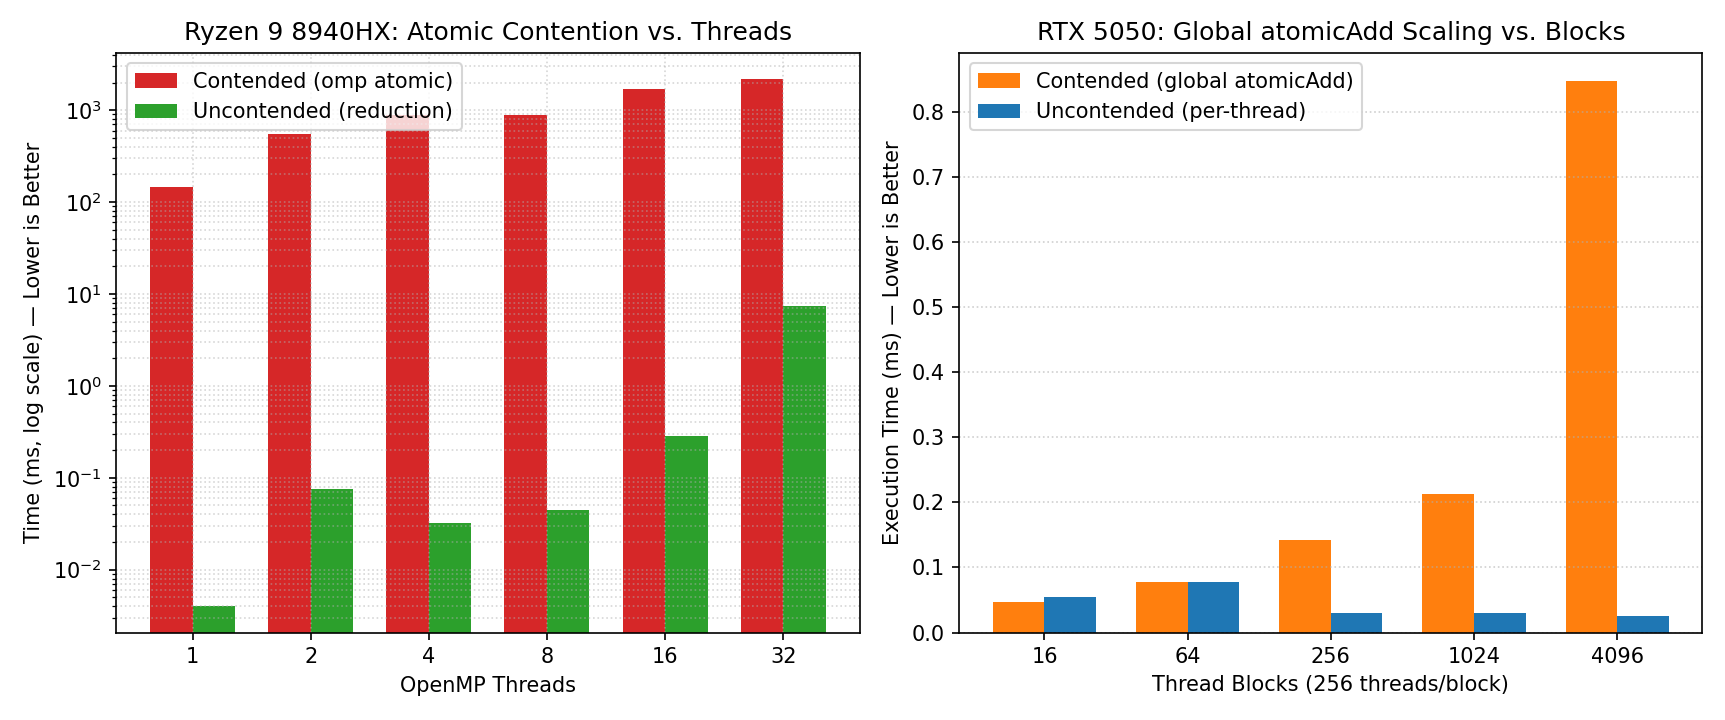 Ryzen 9 8940HX: Atomic Contention vs. Threads
Contended (omp atomic)
Uncontended (reduction)
Time (ms, log scale) — Lower is Better
10³
10²
10¹
10⁰
10⁻¹
10⁻²
1 2 4 8 16 32
OpenMP Threads
RTX 5050: Global atomicAdd Scaling vs. Blocks
Contended (global atomicAdd)
Uncontended (per-thread)
Execution Time (ms) — Lower is Better
0.8
0.7
0.6
0.5
0.4
0.3
0.2
0.1
0.0
16 64 256 1024 4096
Thread Blocks (256 threads/block)